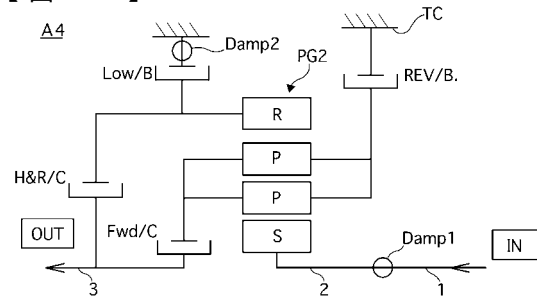 A4
TC
Damp2
Low/B
PG2
REV/B.
R
P
H&R/C
P
Fwd/C
S
Damp1
OUT
IN
3
2
1